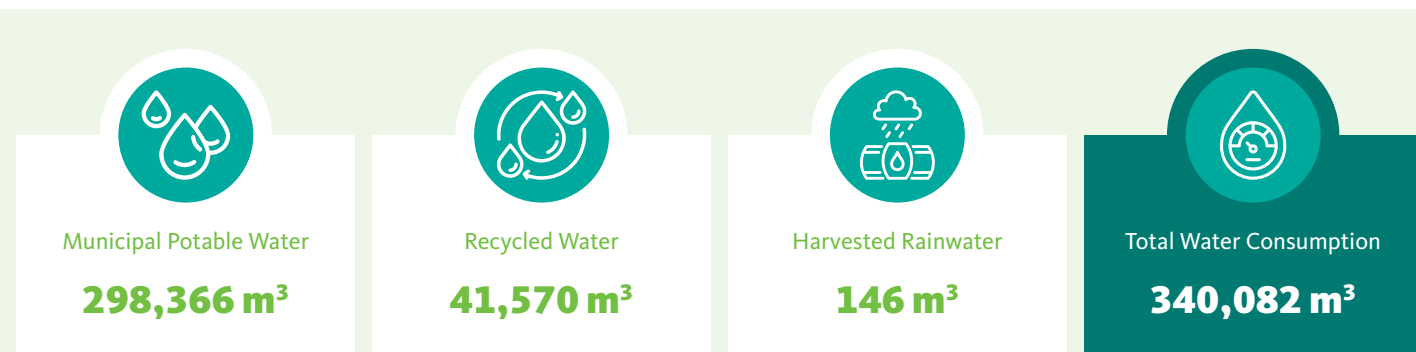 Municipal Potable Water
298,366 m³
Recycled Water
41,570 m³
Harvested Rainwater
146 m³
Total Water Consumption
340,082 m³